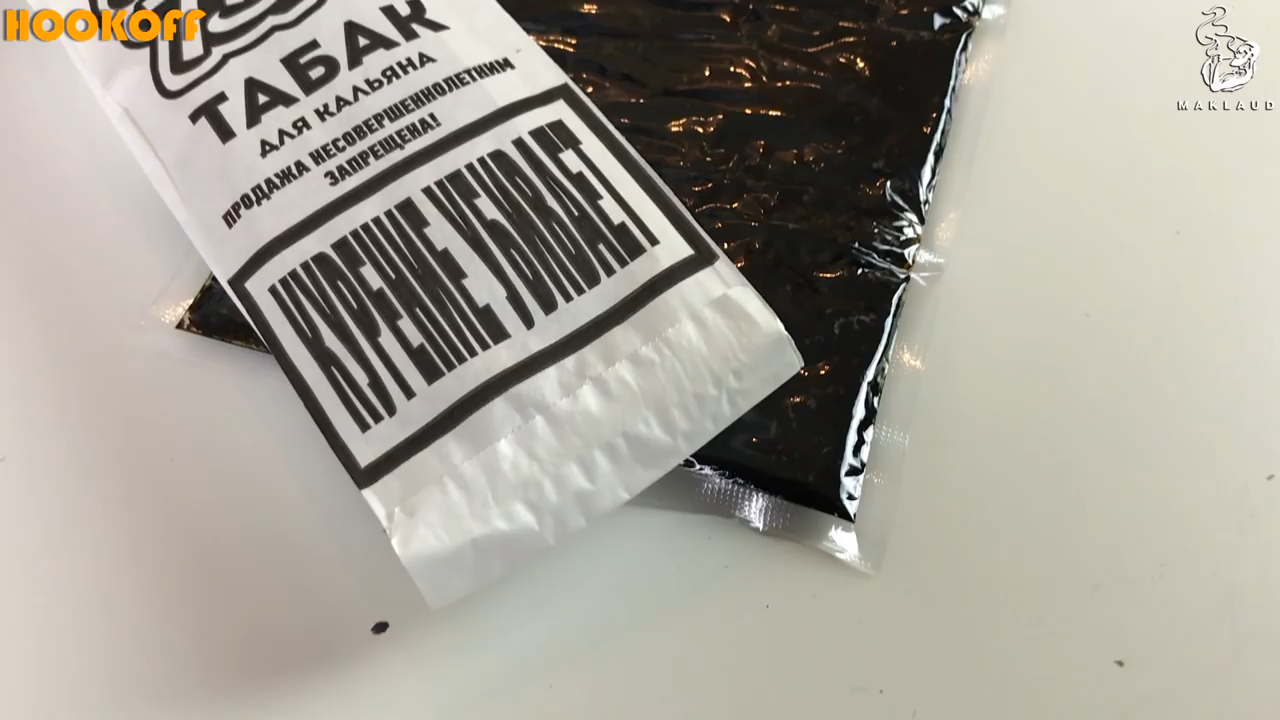 HOOKOFF
MAKLAUD
ТАБАК
ДЛЯ КАЛЬЯНА
ПРОДАЖА НЕСОВЕРШЕННОЛЕТНИМ
ЗАПРЕЩЕНА!
КУРЕНИЕ УБИВАЕТ